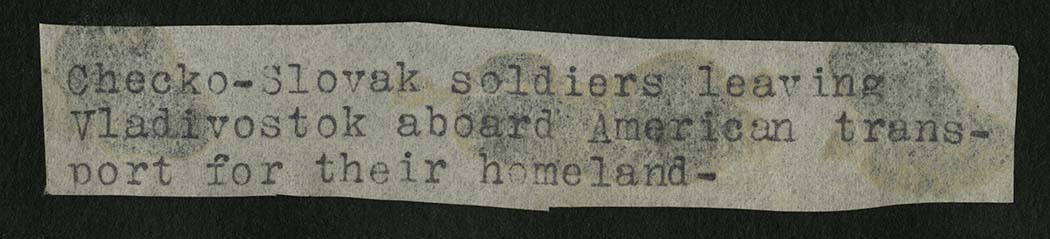 Checko-Slovak soldiers leaving
Vladivostok aboard American trans-
port for their homeland-